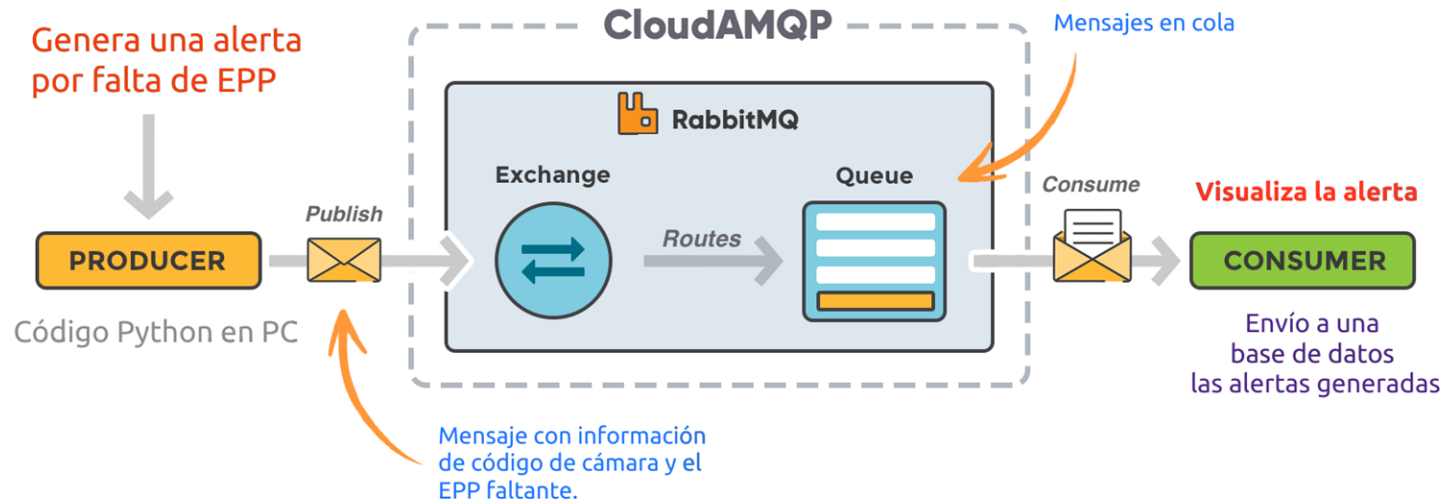 CloudAMQP
Mensajes en cola
Genera una alerta
por falta de EPP
RabbitMQ
Exchange
Queue
Consume
Visualiza la alerta
Publish
Routes
PRODUCER
CONSUMER
Código Python en PC
Envío a una
base de datos
las alertas generadas
Mensaje con información
de código de cámara y el
EPP faltante.